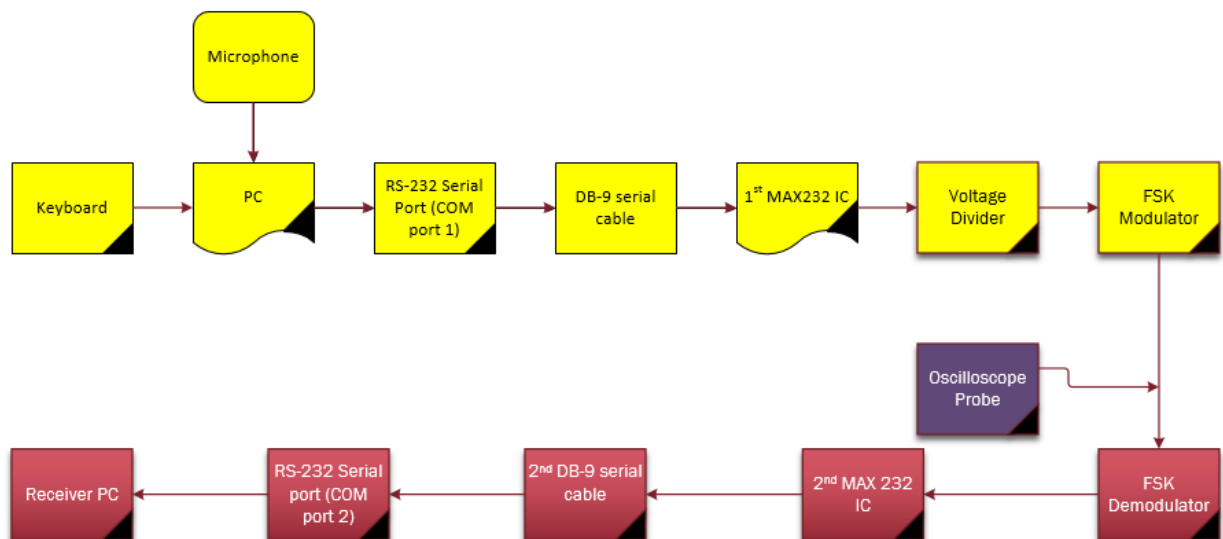 Microphone
Keyboard
PC
RS-232 Serial
Port (COM
port 1)
DB-9 serial
cable
1st MAX232 IC
Voltage
Divider
FSK
Modulator
Oscilloscope
Probe
Receiver PC
RS-232 Serial
port (COM
port 2)
2nd DB-9 serial
cable
2nd MAX 232
IC
FSK
Demodulator